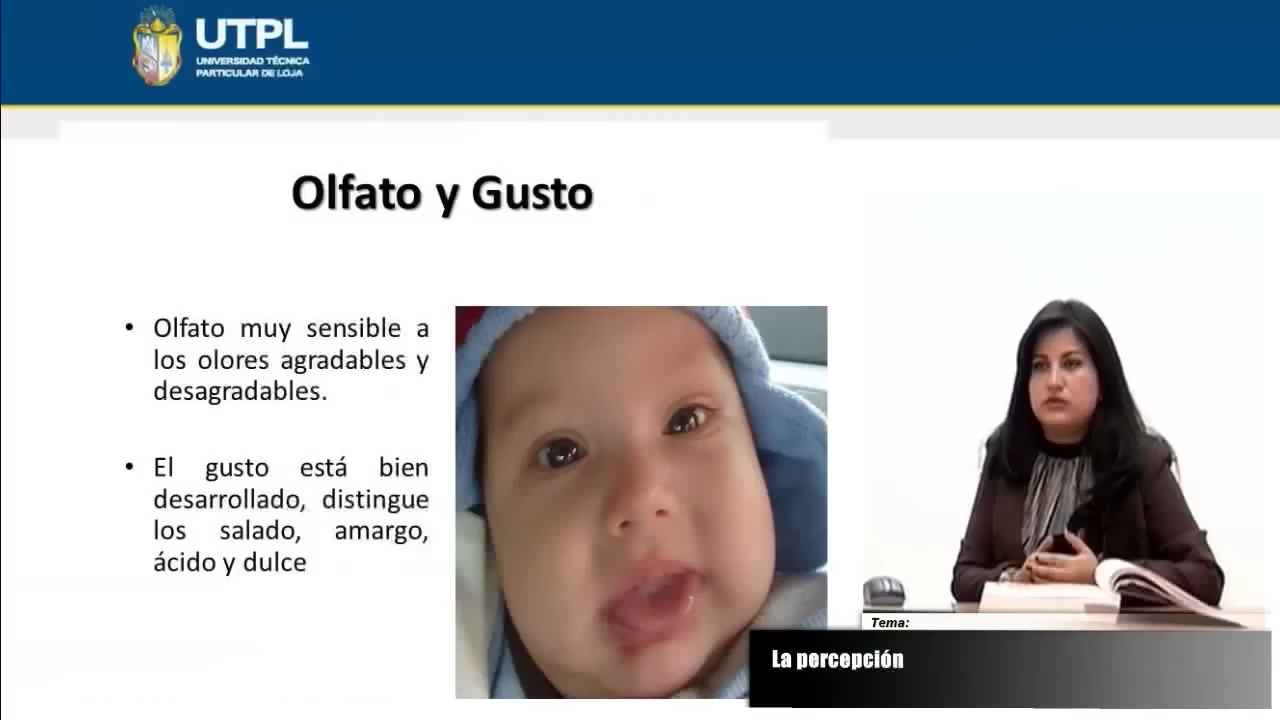 UTPL
UNIVERSIDAD TÉCNICA
PARTICULAR DE LOJA
Olfato y Gusto
• Olfato muy sensible a
los olores agradables y
desagradables.
• El gusto está bien
desarrollado, distingue
los salado, amargo,
ácido y dulce
Tema:
La percepción